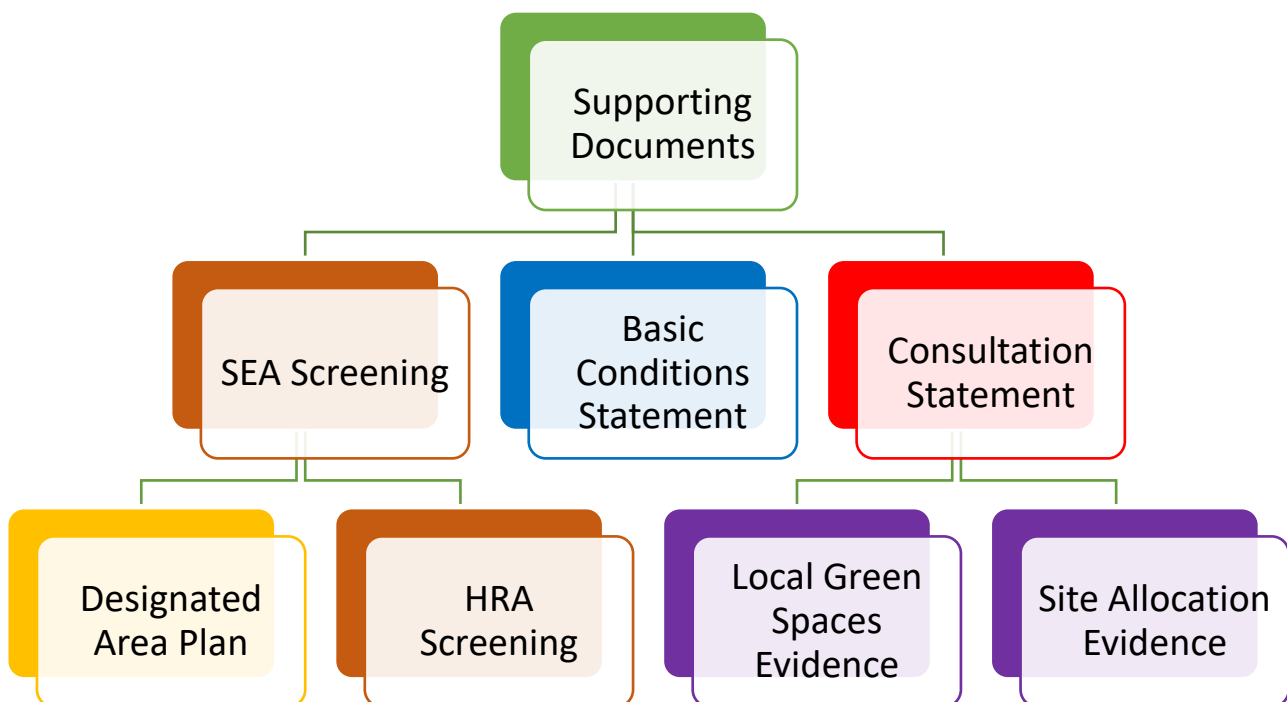 Supporting
Documents
SEA Screening
Basic
Conditions
Statement
Consultation
Statement
Designated
Area Plan
HRA
Screening
Local Green
Spaces
Evidence
Site Allocation
Evidence